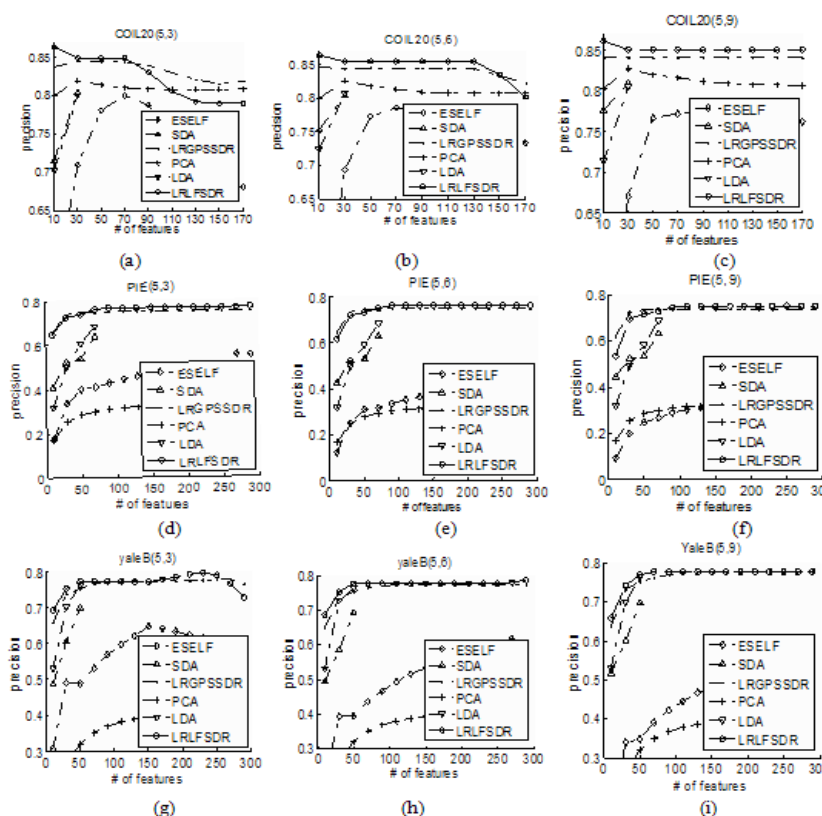 COIL20(5,3)
0.85
0.8
0.75
0.7
0.65
precision
ESELF
SDA
LRGPSSDR
PCA
LDA
LRLFSDR
10 30 50 70 90 110 130 150 170
# of features
(a)
COIL20(5,6)
0.85
0.8
0.75
0.7
0.65
precision
ESELF
SDA
LRGPSSDR
PCA
LDA
LRLFSDR
10 30 50 70 90 110 130 150 170
# of features
(b)
COIL20(5,9)
0.85
0.8
0.75
0.7
0.65
precision
ESELF
SDA
LRGPSSDR
PCA
LDA
LRLFSDR
10 30 50 70 90 110 130 150 170
# of features
(c)
PIE(5,3)
0.8
0.6
0.4
0.2
0
precision
ESELF
SDA
LRGPSSDR
PCA
LDA
LRLFSDR
0 50 100 150 200 250 300
# of features
(d)
PIE(5,6)
0.8
0.6
0.4
0.2
0
precision
ESELF
SDA
LRGPSSDR
PCA
LDA
LRLFSDR
0 50 100 150 200 250 300
# of features
(e)
PIE(5,9)
0.8
0.6
0.4
0.2
0
precision
ESELF
SDA
LRGPSSDR
PCA
LDA
LRLFSDR
0 50 100 150 200 250 300
# of features
(f)
yaleB(5,3)
0.8
0.7
0.6
0.5
0.4
0.3
precision
ESELF
SDA
LRGPSSDR
PCA
LDA
LRLFSDR
0 50 100 150 200 250 300
# of features
(g)
yaleB(5,6)
0.8
0.7
0.6
0.5
0.4
0.3
precision
ESELF
SDA
LRGPSSDR
PCA
LDA
LRLFSDR
0 50 100 150 200 250 300
# of features
(h)
YaleB(5,9)
0.8
0.7
0.6
0.5
0.4
0.3
precision
ESELF
SDA
LRGPSSDR
PCA
LDA
LRLFSDR
0 50 100 150 200 250 300
# of features
(i)